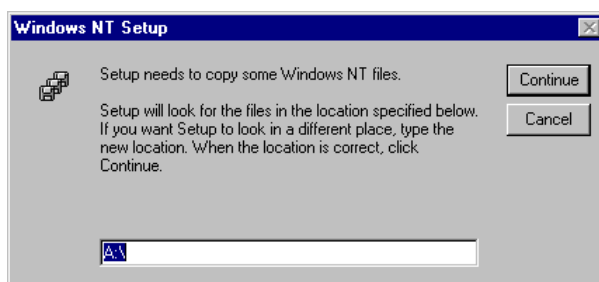 Windows NT Setup
Setup needs to copy some Windows NT files.
Continue
Setup will look for the files in the location specified below.
If you want Setup to look in a different place, type the
new location. When the location is correct, click
Continue.
Cancel
A:\